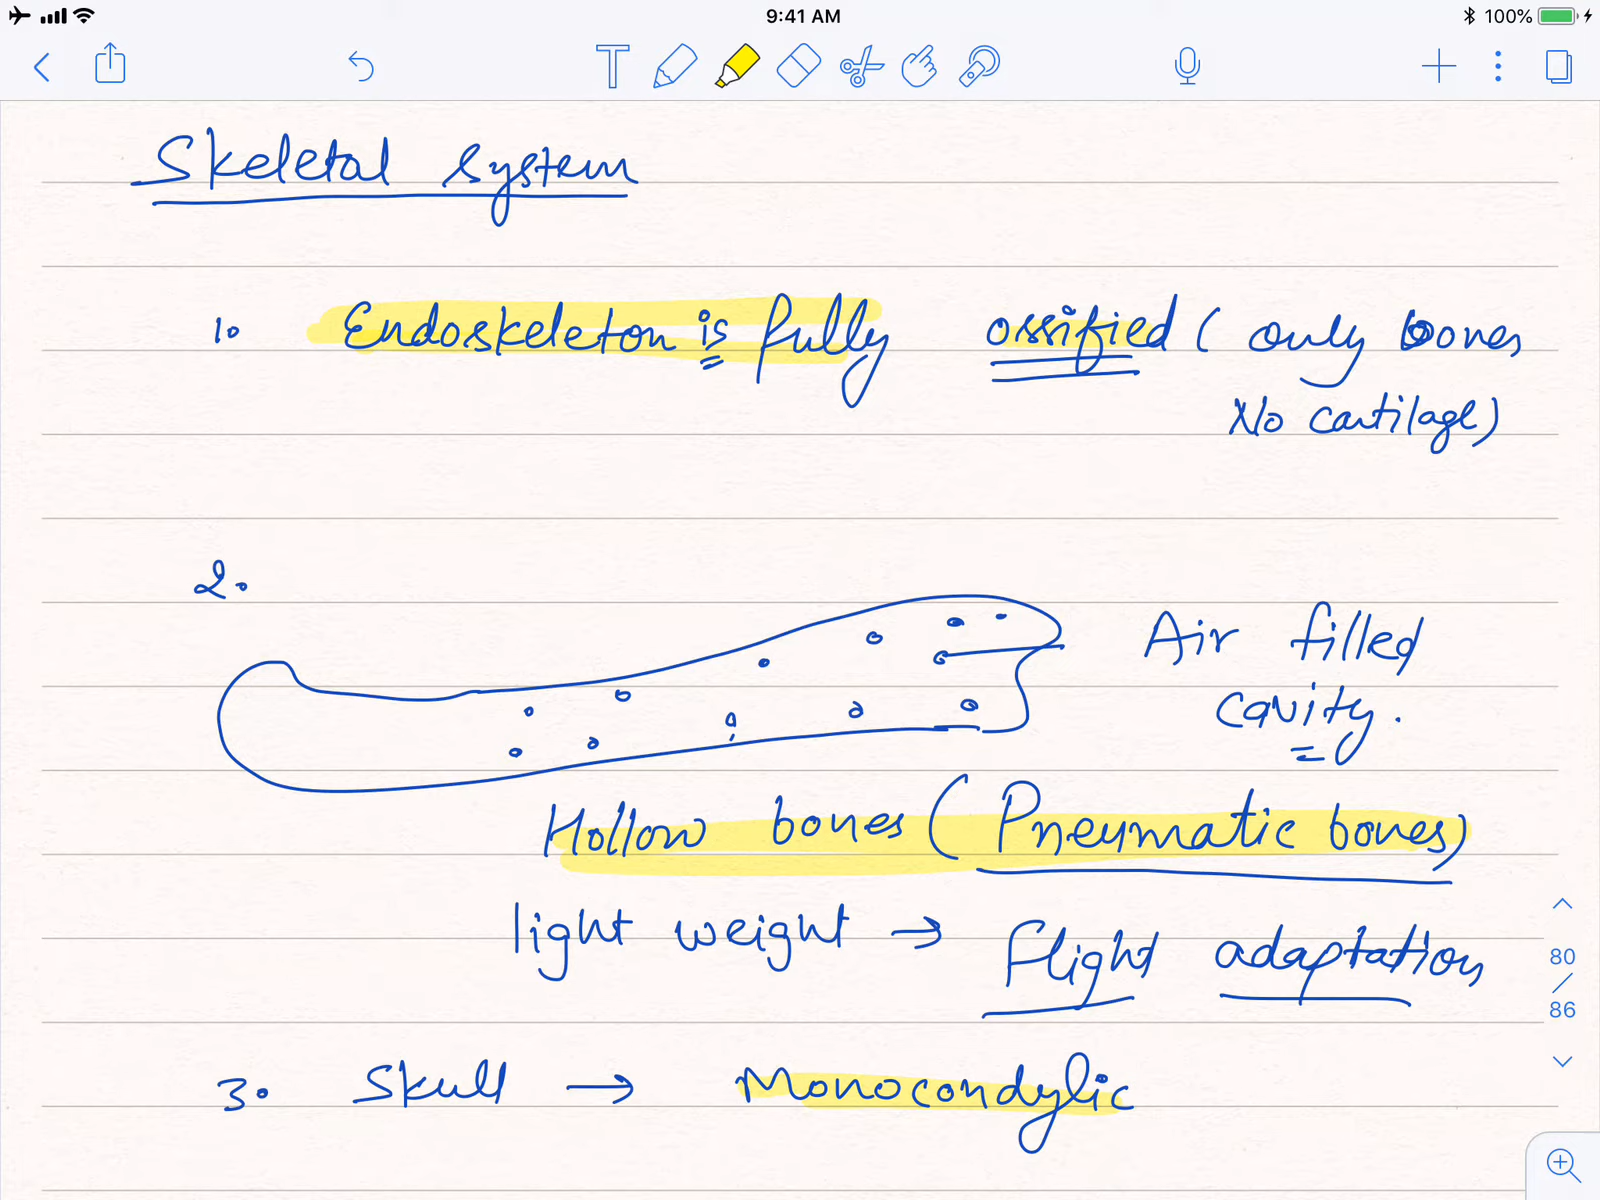 9:41 AM
100%
Skeletal system
1. Endoskeleton is fully ossified ( only bones
No cartilage)
2.
Air filled
cavity.
Hollow bones ( Pneumatic bones)
light weight → flight adaptation
80
/
86
3. Skull → Monocondylic